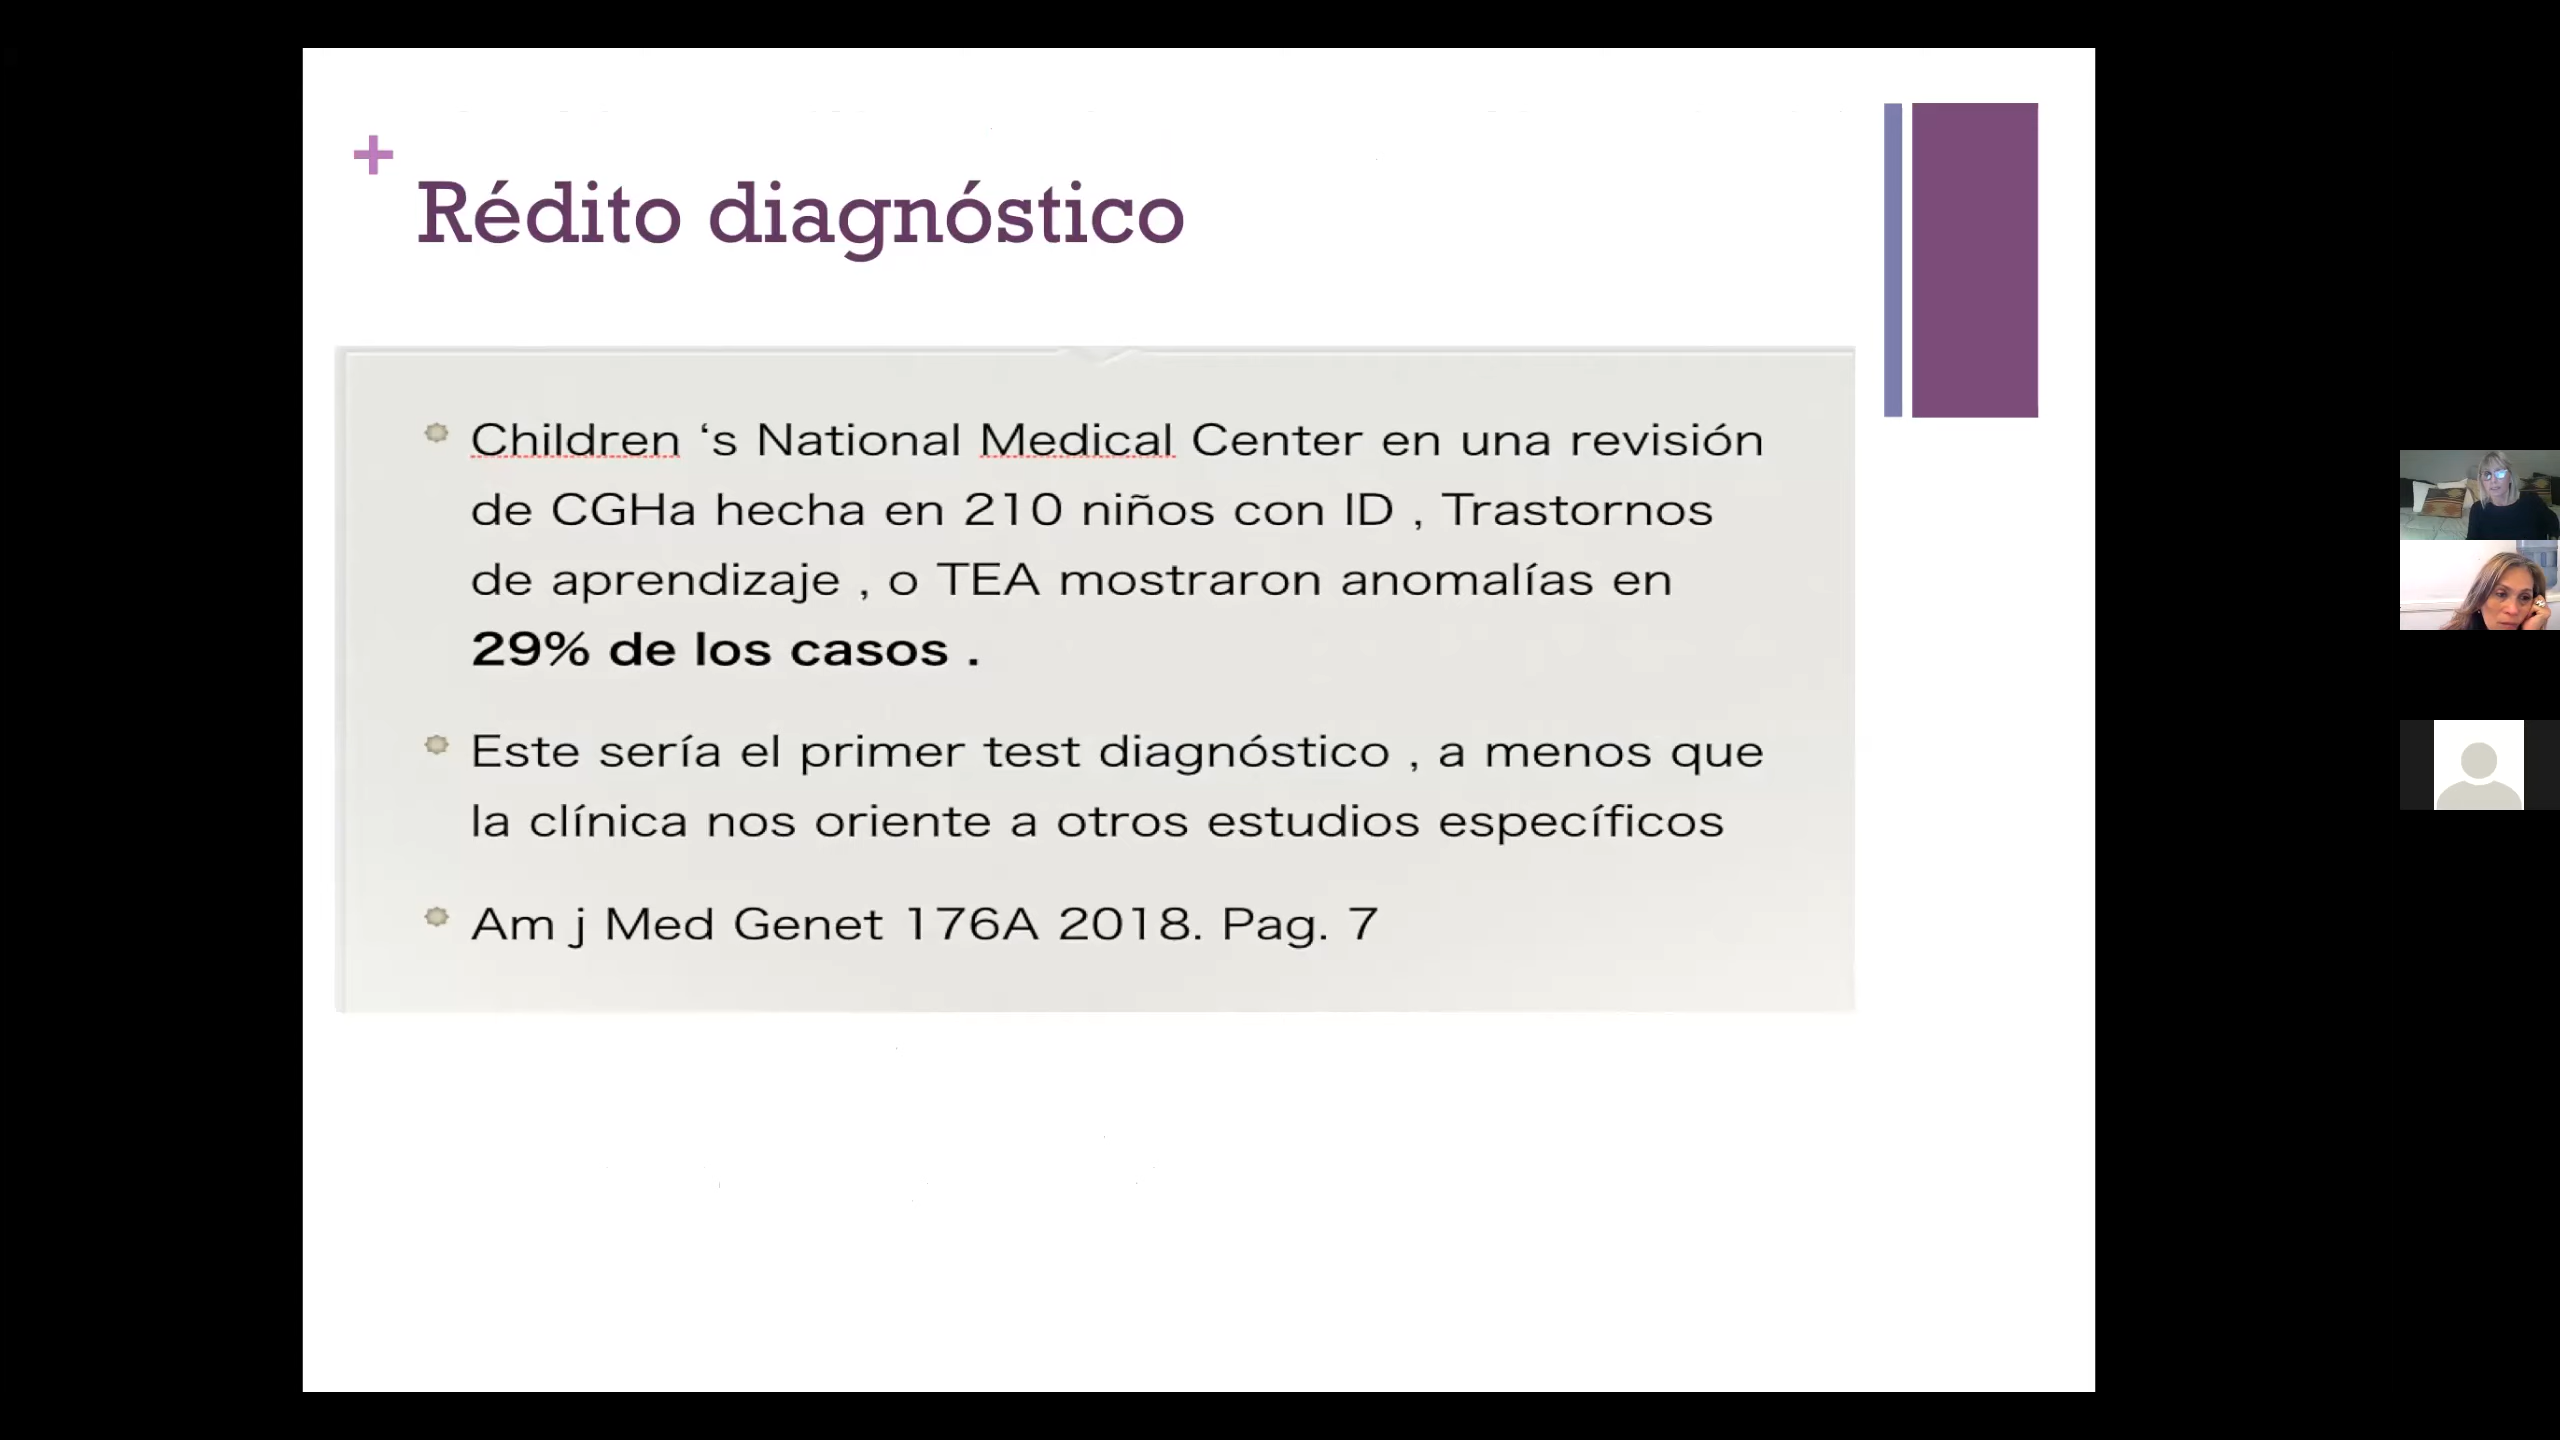 +
Rédito diagnóstico
Children ‘s National Medical Center en una revisión
de CGHa hecha en 210 niños con ID , Trastornos
de aprendizaje , o TEA mostraron anomalías en
29% de los casos .
Este sería el primer test diagnóstico , a menos que
la clínica nos oriente a otros estudios específicos
Am j Med Genet 176A 2018. Pag. 7